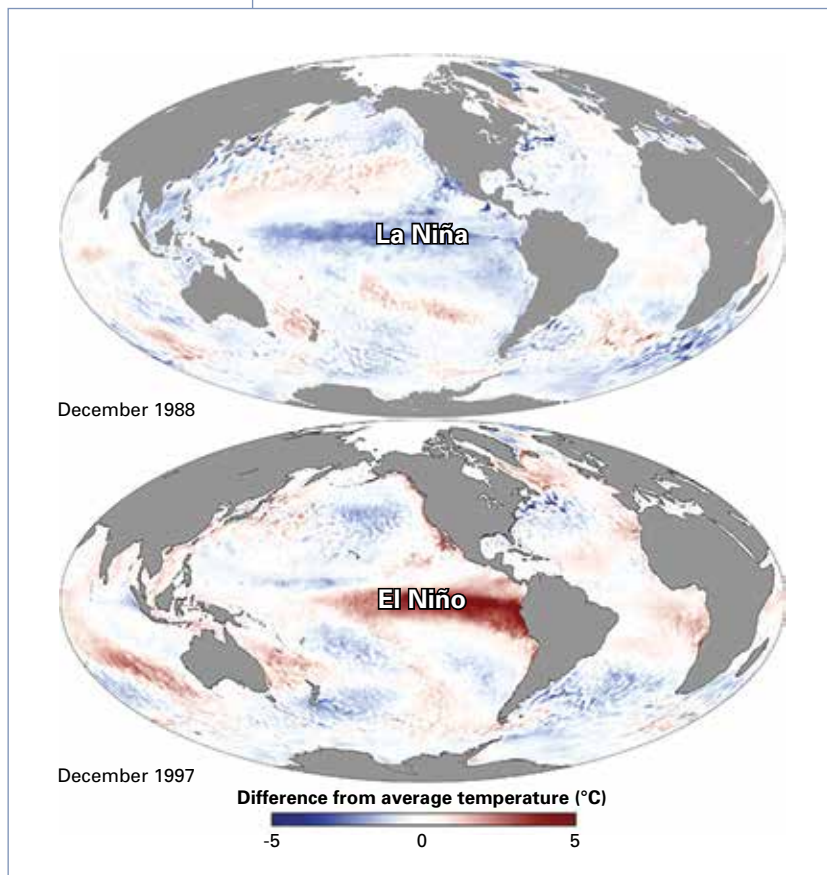 La Niña
December 1988
El Niño
December 1997
Difference from average temperature (°C)
-5 0 5